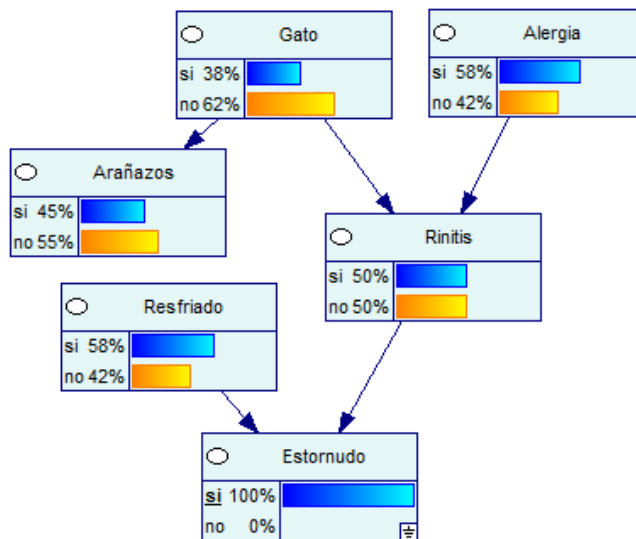 Gato
si 38%
no 62%
Alergia
si 58%
no 42%
Arañazos
si 45%
no 55%
Rinitis
si 50%
no 50%
Resfriado
si 58%
no 42%
Estornudo
si 100%
no 0%